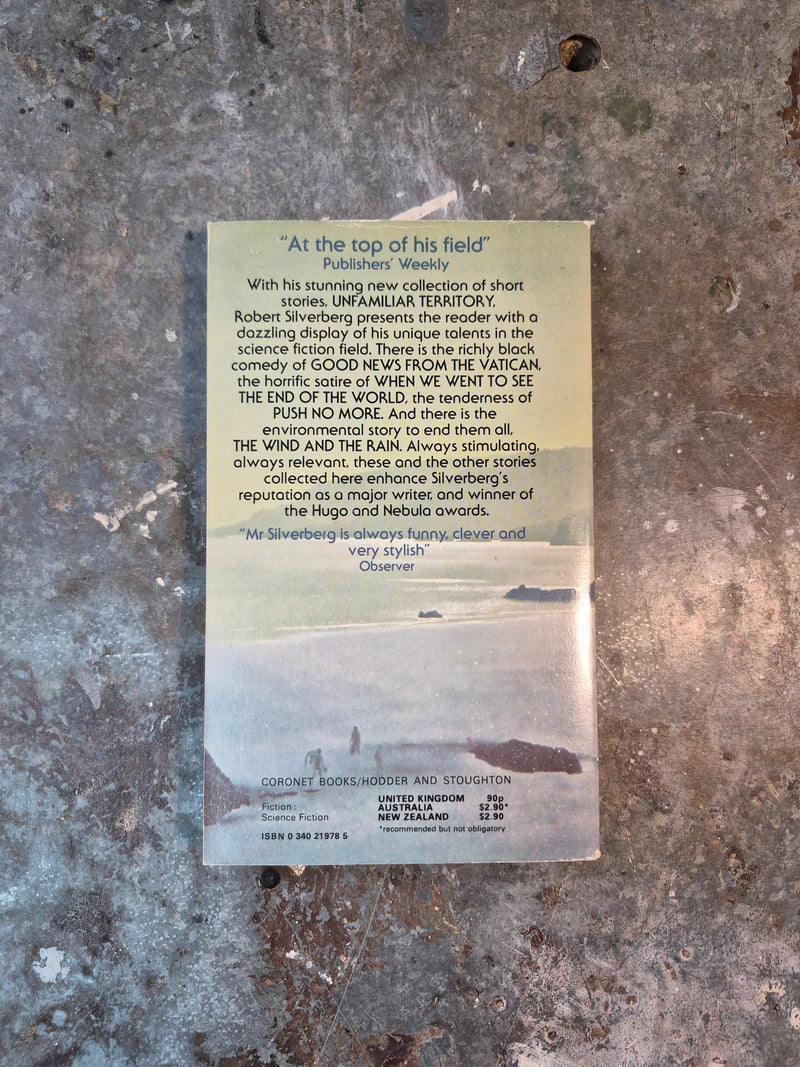 “At the top of his field”
Publishers’ Weekly
With his stunning new collection of short
stories, UNFAMILIAR TERRITORY,
Robert Silverberg presents the reader with a
dazzling display of his unique talents in the
science fiction field. There is the richly black
comedy of GOOD NEWS FROM THE VATICAN,
the horrific satire of WHEN WE WENT TO SEE
THE END OF THE WORLD, the tenderness of
PUSH NO MORE. And there is the
environmental story to end them all,
THE WIND AND THE RAIN. Always stimulating,
always relevant, these and the other stories
collected here enhance Silverberg’s
reputation as a major writer, and winner of
the Hugo and Nebula awards.
“Mr Silverberg is always funny, clever and
very stylish”
Observer
CORONET BOOKS/HODDER AND STOUGHTON
Fiction:
Science Fiction
ISBN 0 340 21978 5
UNITED KINGDOM 90p
AUSTRALIA $2.90*
NEW ZEALAND $2.90
*recommended but not obligatory